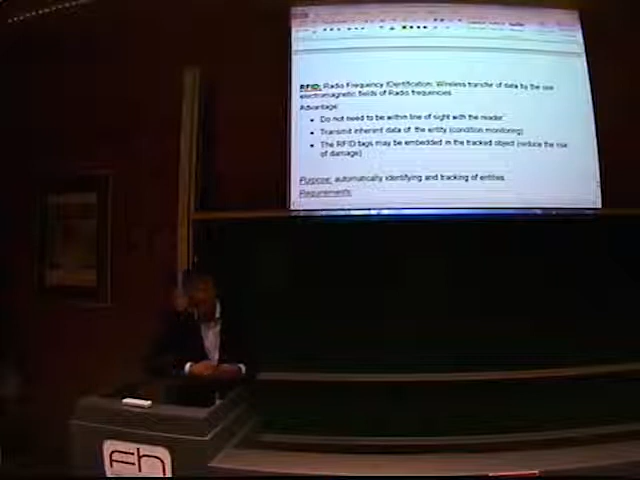 RFID: Radio Frequency IDentification: Wireless transfer of data by the use
electromagnetic fields of Radio frequencies
Advantage:
• Do not need to be within line of sight with the reader
• Transmit inherent data of the entity (condition monitoring)
• The RFID tags may be embedded in the tracked object (reduce the risk
of damage)
Purpose: automatically identifying and tracking of entities
Requirements:
Fh